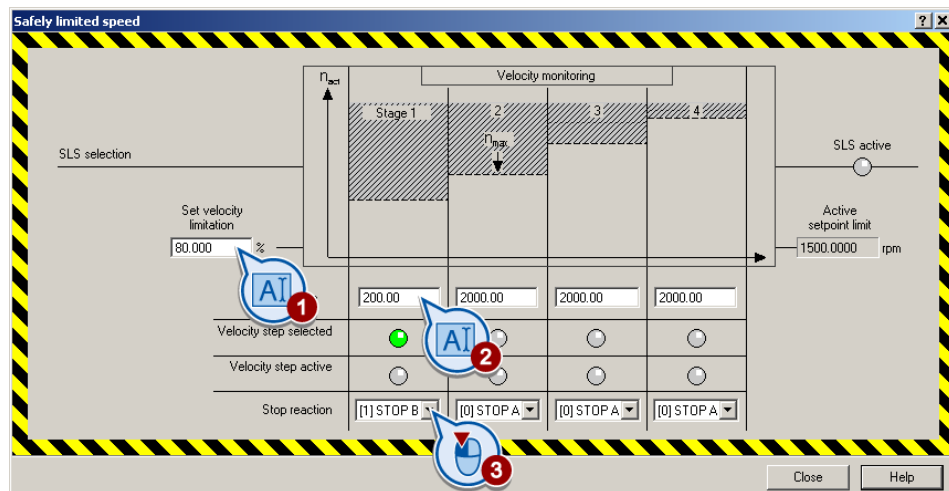 Safely limited speed
Velocity monitoring
n act
Stage 1
2
3
4
n max
SLS selection
SLS active
Set velocity
limitation
80.000 %
Active
setpoint limit
1500.0000 rpm
AI
1
200.00 2000.00 2000.00 2000.00
Velocity step selected
AI
2
Velocity step active
Stop reaction [1] STOP B [0] STOP A [0] STOP A [0] STOP A
3
Close Help